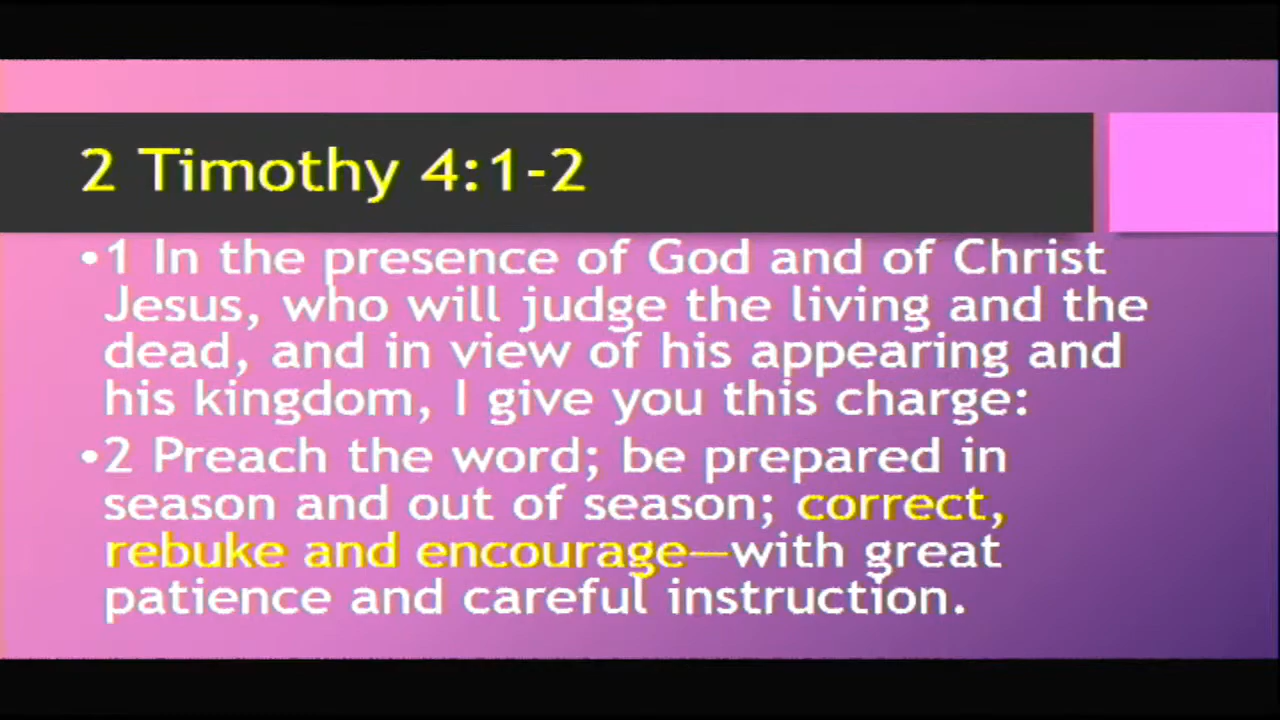 2 Timothy 4:1-2
•1 In the presence of God and of Christ
Jesus, who will judge the living and the
dead, and in view of his appearing and
his kingdom, I give you this charge:
•2 Preach the word; be prepared in
season and out of season; correct,
rebuke and encourage—with great
patience and careful instruction.